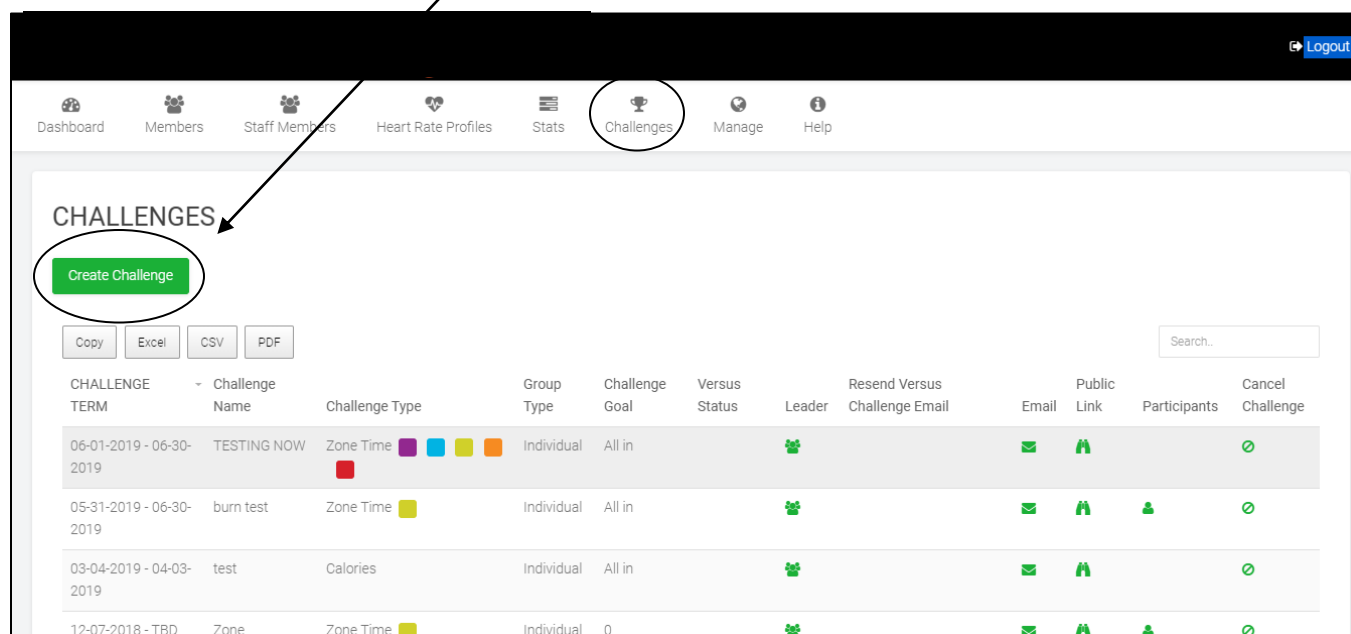 Logout
Dashboard Members Staff Members Heart Rate Profiles Stats Challenges Manage Help
CHALLENGES
Create Challenge
Copy Excel CSV PDF Search..
CHALLENGE Challenge Group Challenge Versus Resend Versus Public Cancel
TERM Name Challenge Type Type Goal Status Leader Challenge Email Email Link Participants Challenge
06-01-2019 - 06-30- TESTING NOW Zone Time Individual All in
2019
05-31-2019 - 06-30- burn test Zone Time Individual All in
2019
03-04-2019 - 04-03- test Calories Individual All in
2019
12-07-2018 - TBD Zone Zone Time Individual 0